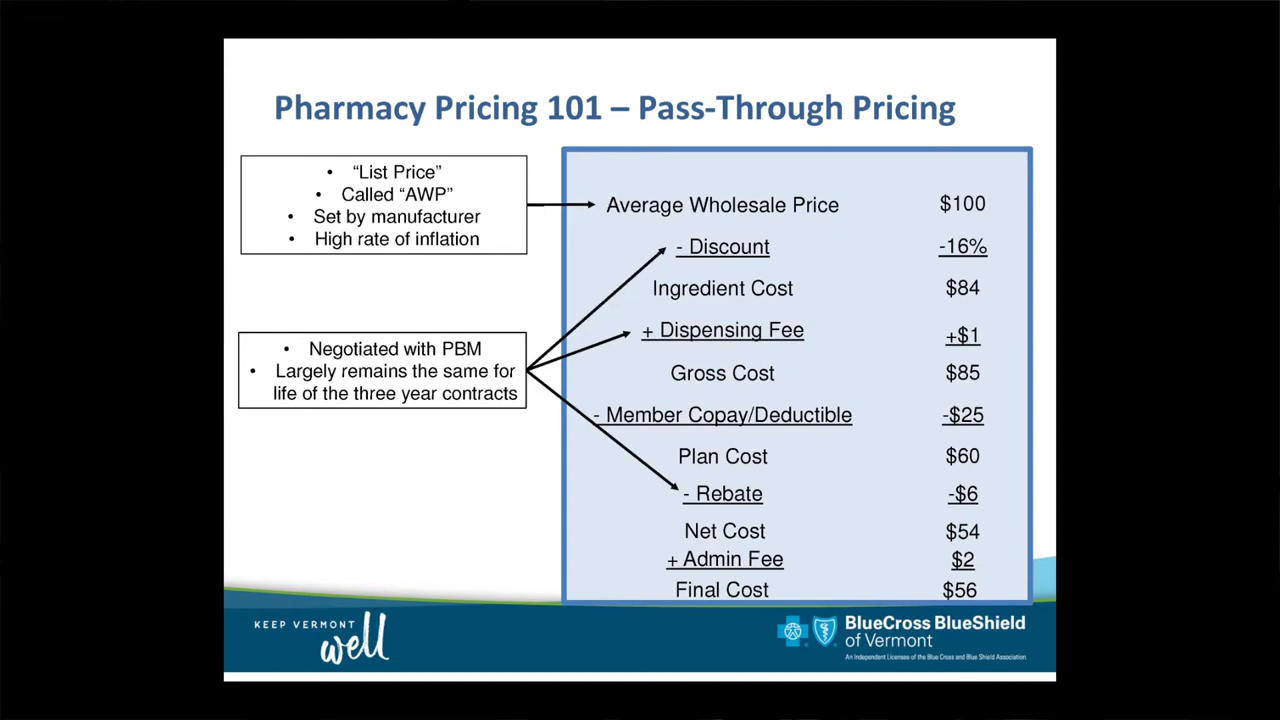 Pharmacy Pricing 101 – Pass-Through Pricing
• “List Price”
• Called “AWP”
• Set by manufacturer
• High rate of inflation
• Negotiated with PBM
• Largely remains the same for
life of the three year contracts
Average Wholesale Price $100
- Discount -16%
Ingredient Cost $84
+ Dispensing Fee +$1
Gross Cost $85
- Member Copay/Deductible -$25
Plan Cost $60
- Rebate -$6
Net Cost $54
+ Admin Fee $2
Final Cost $56
KEEP VERMONT
well
BlueCross BlueShield
of Vermont
An Independent Licensee of the Blue Cross and Blue Shield Association.